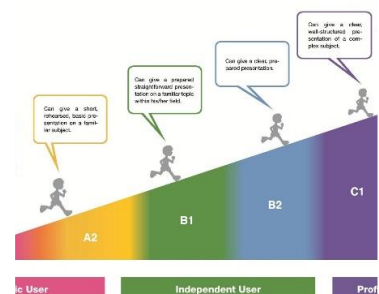 Can give a short,
rehearsed, basic pre-
sentation on a famil-
iar subject.
Can give a prepared
straightforward presen-
tation on a familiar topic
within his/her field.
Can give a clear, pre-
pared presentation.
Can give a clear,
well-structured pre-
sentation of a com-
plex subject.
A2
B1
B2
C1
ic User
Independent User
Prof